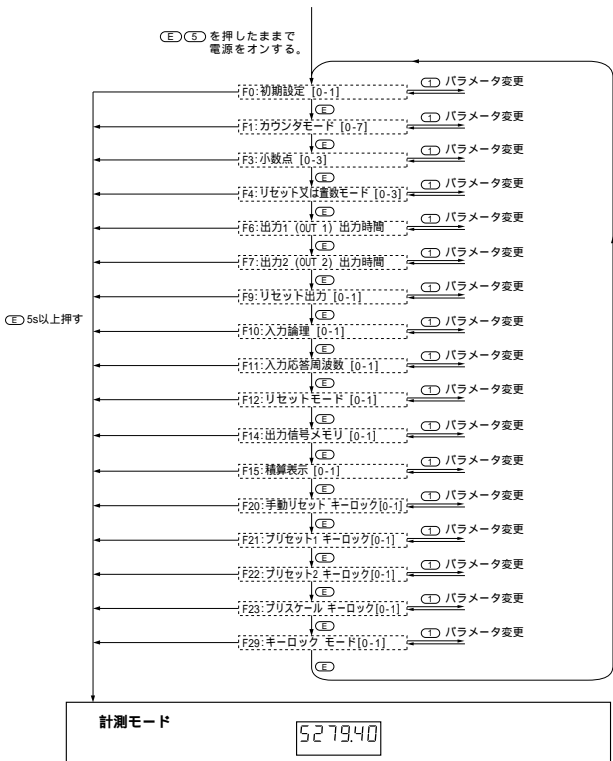 Ⓔ ⑤ を押したままで
電源をオンする。
F0:初期設定 [0-1]
① パラメータ変更
Ⓔ
F1:カウンタモード [0-7]
① パラメータ変更
Ⓔ
F3:小数点 [0-3]
① パラメータ変更
Ⓔ
F4:リセット又は置数モード [0-3]
① パラメータ変更
Ⓔ
F6:出力1 (OUT 1) 出力時間
① パラメータ変更
Ⓔ
F7:出力2 (OUT 2) 出力時間
① パラメータ変更
Ⓔ
F9:リセット出力 [0-1]
① パラメータ変更
Ⓔ 5s以上押す
Ⓔ
F10:入力論理 [0-1]
① パラメータ変更
Ⓔ
F11:入力応答周波数 [0-1]
① パラメータ変更
Ⓔ
F12:リセットモード [0-1]
① パラメータ変更
Ⓔ
F14:出力信号メモリ [0-1]
① パラメータ変更
Ⓔ
F15:積算表示 [0-1]
① パラメータ変更
Ⓔ
F20:手動リセット キーロック[0-1]
① パラメータ変更
Ⓔ
F21:プリセット1 キーロック[0-1]
① パラメータ変更
Ⓔ
F22:プリセット2 キーロック[0-1]
① パラメータ変更
Ⓔ
F23:プリスケール キーロック[0-1]
① パラメータ変更
Ⓔ
F29:キーロック モード[0-1]
① パラメータ変更
Ⓔ
計測モード
5279.40